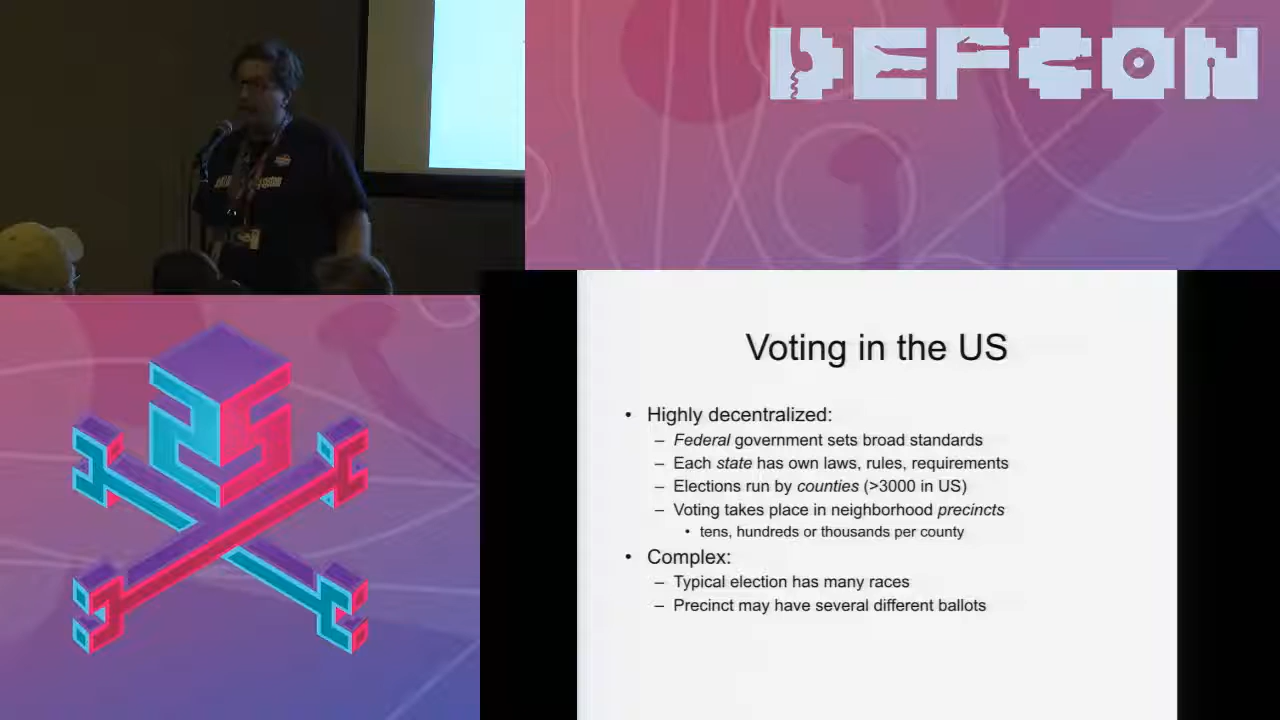 DEFCON
25
Voting in the US
• Highly decentralized:
– Federal government sets broad standards
– Each state has own laws, rules, requirements
– Elections run by counties (>3000 in US)
– Voting takes place in neighborhood precincts
• tens, hundreds or thousands per county
• Complex:
– Typical election has many races
– Precinct may have several different ballots